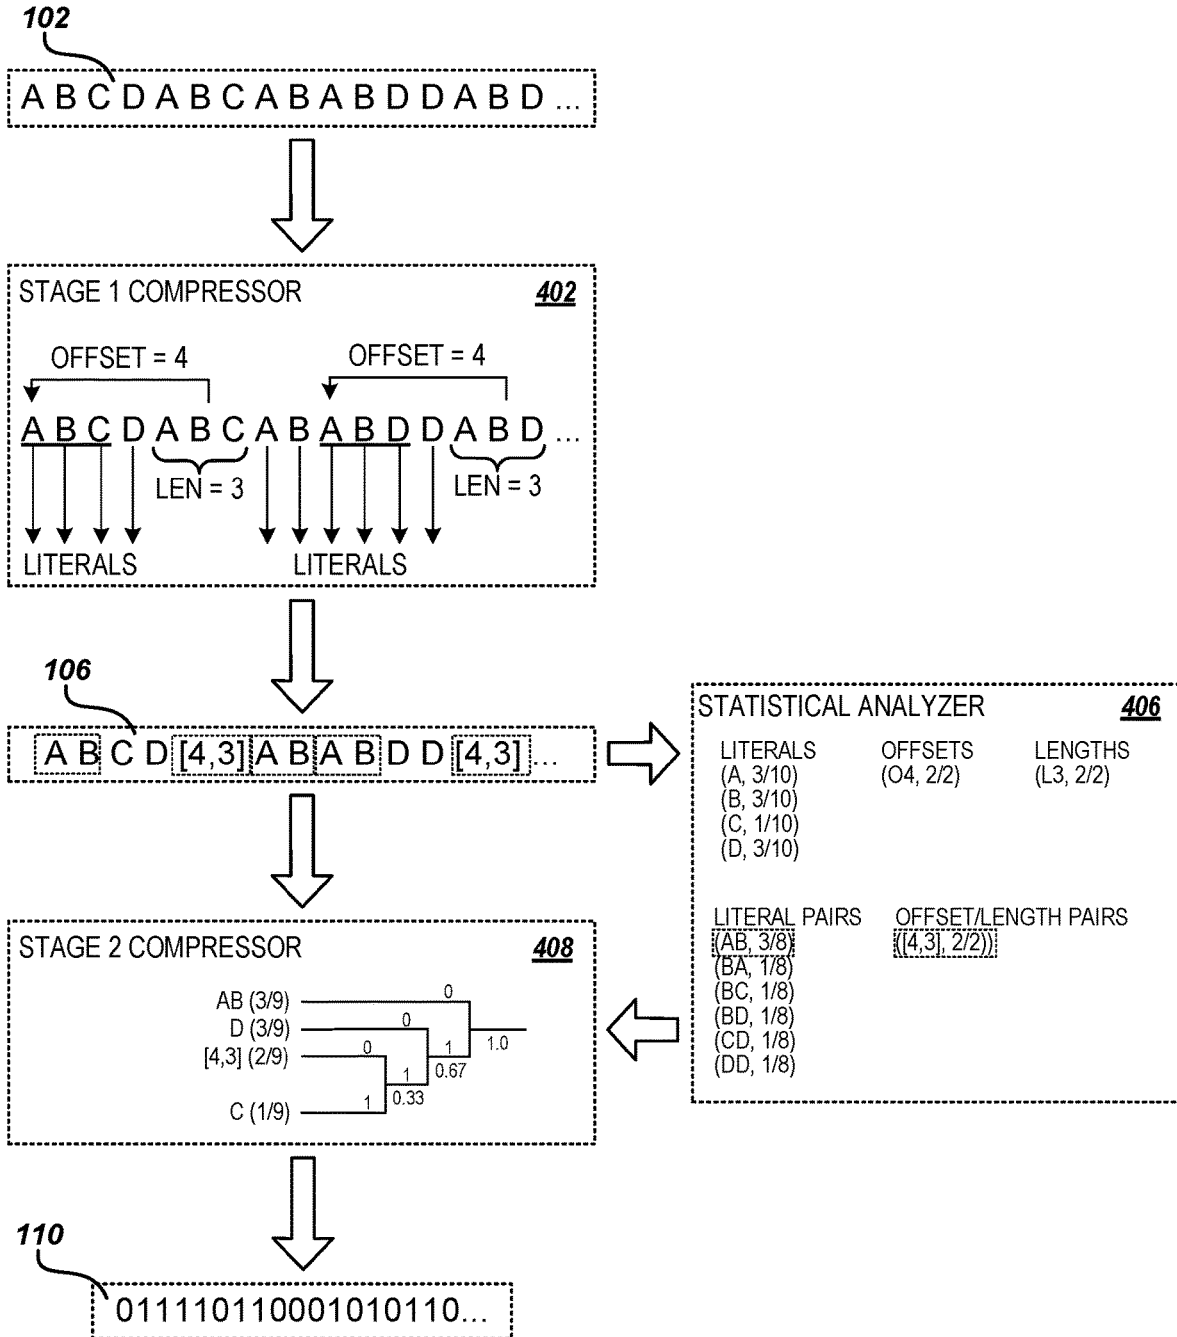 102
A B C D A B C A B A B D D A B D ...
STAGE 1 COMPRESSOR 402
OFFSET = 4 OFFSET = 4
A B C D A B C A B A B D D A B D ...
LEN = 3 LEN = 3
LITERALS LITERALS
106
A B C D [4,3] A B A B D D [4,3] ...
STATISTICAL ANALYZER 406
LITERALS OFFSETS LENGTHS
(A, 3/10) (O4, 2/2) (L3, 2/2)
(B, 3/10)
(C, 1/10)
(D, 3/10)
LITERAL PAIRS OFFSET/LENGTH PAIRS
(AB, 3/8) ([4,3], 2/2))
(BA, 1/8)
(BC, 1/8)
(BD, 1/8)
(CD, 1/8)
(DD, 1/8)
STAGE 2 COMPRESSOR 408
AB (3/9) 0
D (3/9) 0 1.0
[4,3] (2/9) 0 1 0.67
1 0.33
C (1/9) 1
110
011110110001010110...